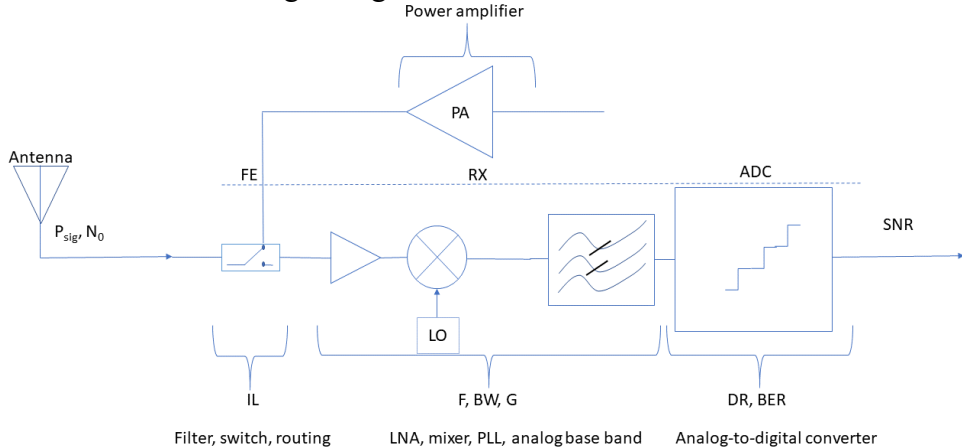 Power amplifier
PA
Antenna
FE
RX
ADC
P_sig, N_0
SNR
LO
IL
F, BW, G
DR, BER
Filter, switch, routing
LNA, mixer, PLL, analog base band
Analog-to-digital converter